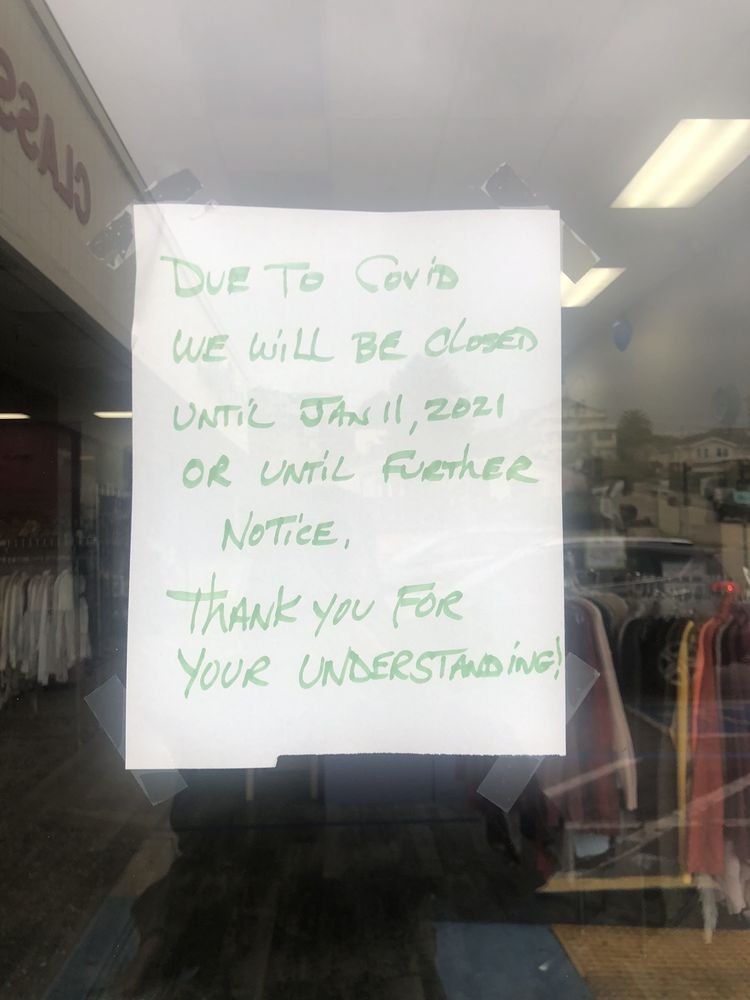 DUE TO COVID
WE WILL BE CLOSED
UNTIL JAN 11, 2021
OR UNTIL FURTHER
NOTICE.
THANK YOU FOR
YOUR UNDERSTANDING!
CLASS